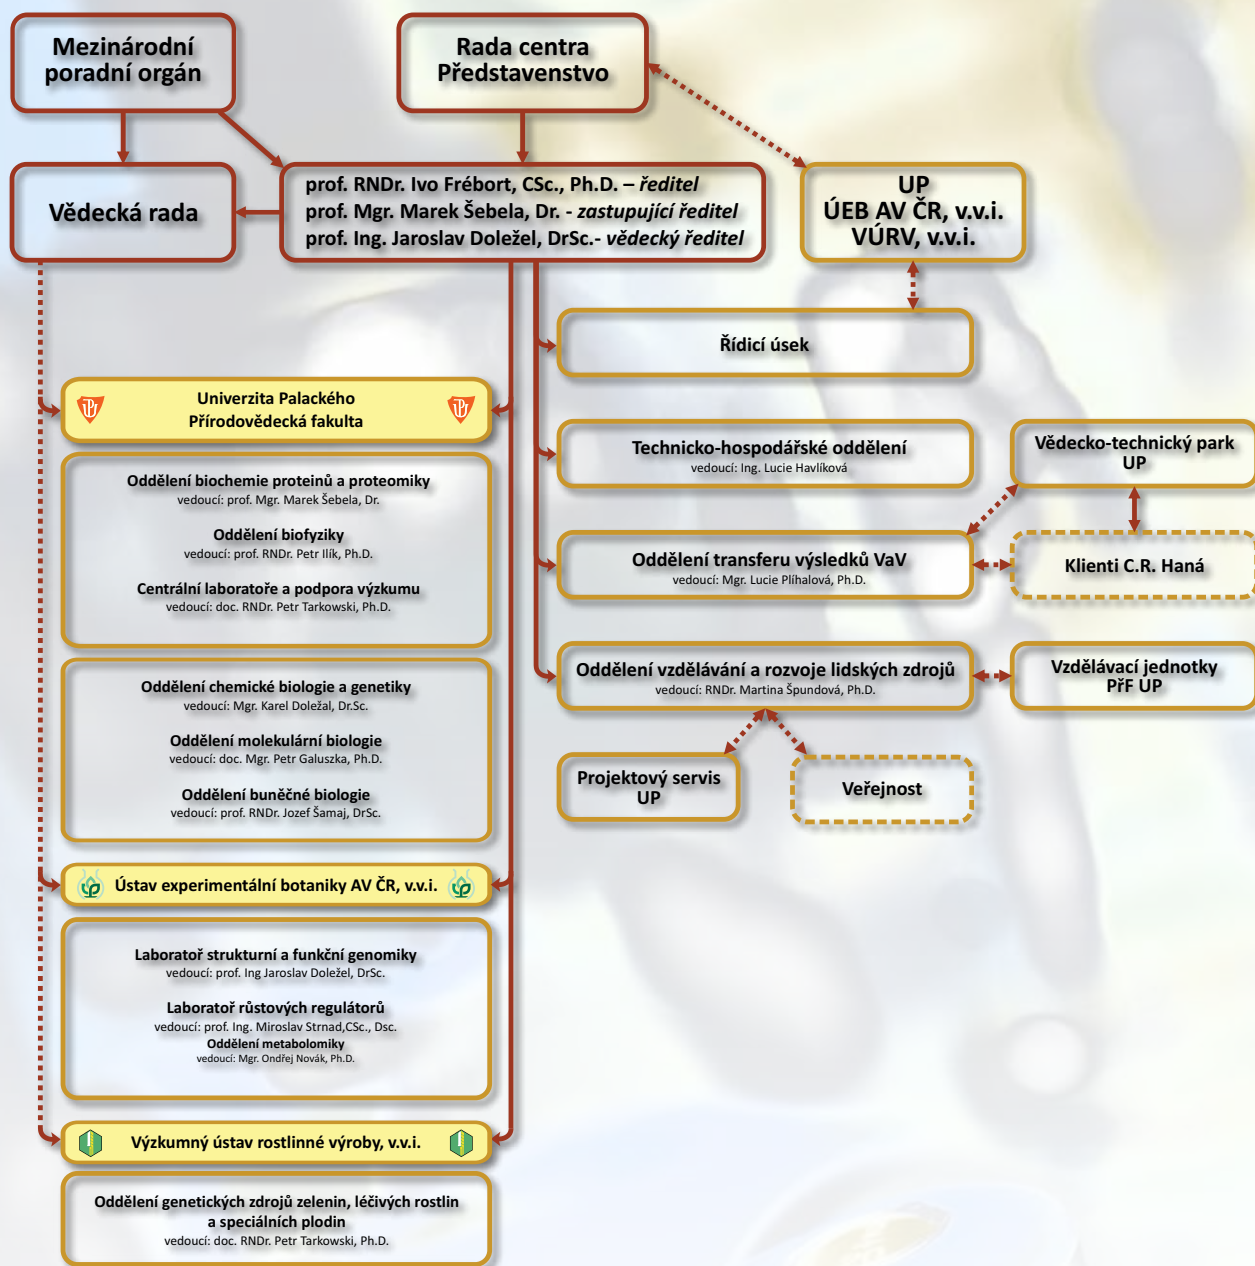 Mezinárodní
poradní orgán
Rada centra
Představenstvo
Vědecká rada
prof. RNDr. Ivo Frébort, CSc., Ph.D. – ředitel
prof. Mgr. Marek Šebela, Dr. - zastupující ředitel
prof. Ing. Jaroslav Doležel, DrSc.- vědecký ředitel
UP
ÚEB AV ČR, v.v.i.
VÚRV, v.v.i.
Řídicí úsek
Univerzita Palackého
Přírodovědecká fakulta
Oddělení biochemie proteinů a proteomiky
vedoucí: prof. Mgr. Marek Šebela, Dr.
Oddělení biofyziky
vedoucí: prof. RNDr. Petr Ilík, Ph.D.
Centrální laboratoře a podpora výzkumu
vedoucí: doc. RNDr. Petr Tarkowski, Ph.D.
Oddělení chemické biologie a genetiky
vedoucí: Mgr. Karel Doležal, Dr.Sc.
Oddělení molekulární biologie
vedoucí: doc. Mgr. Petr Galuszka, Ph.D.
Oddělení buněčné biologie
vedoucí: prof. RNDr. Jozef Šamaj, DrSc.
Ústav experimentální botaniky AV ČR, v.v.i.
Laboratoř strukturní a funkční genomiky
vedoucí: prof. Ing Jaroslav Doležel, DrSc.
Laboratoř růstových regulátorů
vedoucí: prof. Ing. Miroslav Strnad,CSc., Dsc.
Oddělení metabolomiky
vedoucí: Mgr. Ondřej Novák, Ph.D.
Výzkumný ústav rostlinné výroby, v.v.i.
Oddělení genetických zdrojů zelenin, léčivých rostlin
a speciálních plodin
vedoucí: doc. RNDr. Petr Tarkowski, Ph.D.
Technicko-hospodářské oddělení
vedoucí: Ing. Lucie Havlíková
Vědecko-technický park
UP
Oddělení transferu výsledků VaV
vedoucí: Mgr. Lucie Plíhalová, Ph.D.
Klienti C.R. Haná
Oddělení vzdělávání a rozvoje lidských zdrojů
vedoucí: RNDr. Martina Špundová, Ph.D.
Vzdělávací jednotky
PřF UP
Projektový servis
UP
Veřejnost